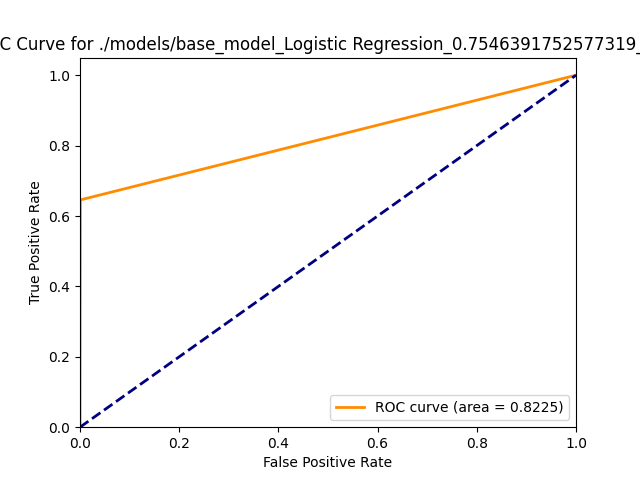 C Curve for ./models/base_model_Logistic Regression_0.7546391752577319_
1.0
0.8
0.6
0.4
0.2
0.0
True Positive Rate
0.0 0.2 0.4 0.6 0.8 1.0
False Positive Rate
ROC curve (area = 0.8225)